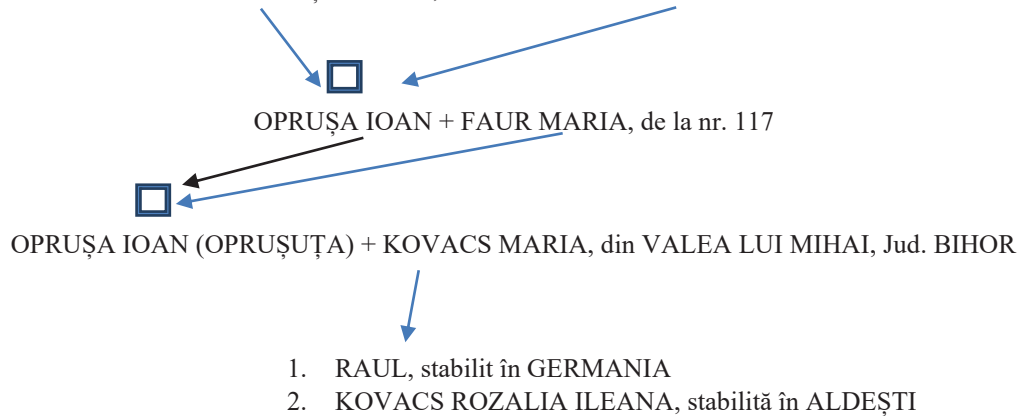 OPRUȘA IOAN + FAUR MARIA, de la nr. 117
OPRUȘA IOAN (OPRUȘUȚA) + KOVACS MARIA, din VALEA LUI MIHAI, Jud. BIHOR
1. RAUL, stabilit în GERMANIA
2. KOVACS ROZALIA ILEANA, stabilită în ALDEȘTI